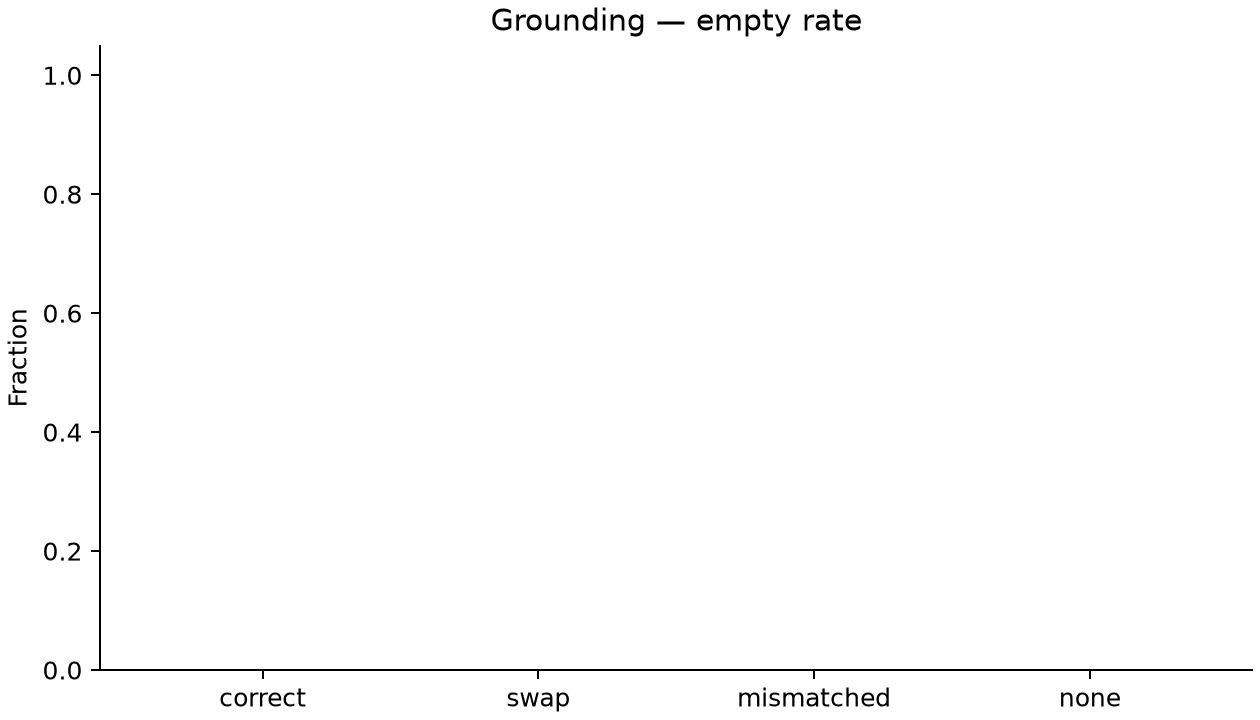 Grounding — empty rate
1.0
0.8
0.6
0.4
0.2
0.0
Fraction
correct swap mismatched none